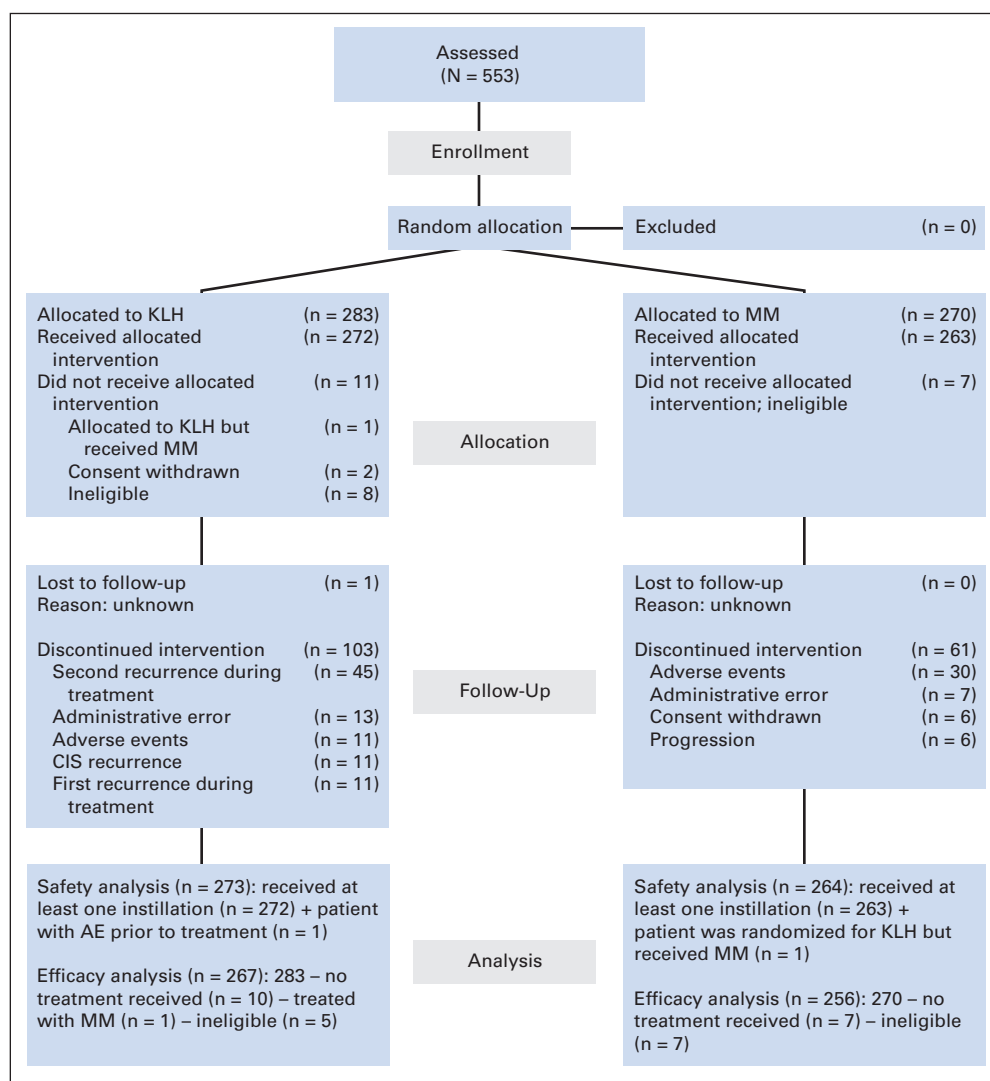 Assessed
(N = 553)
Enrollment
Random allocation
Excluded (n = 0)
Allocated to KLH (n = 283)
Received allocated (n = 272)
intervention
Did not receive allocated (n = 11)
intervention
Allocated to KLH but (n = 1)
received MM
Consent withdrawn (n = 2)
Ineligible (n = 8)
Allocated to MM (n = 270)
Received allocated (n = 263)
intervention
Did not receive allocated (n = 7)
intervention; ineligible
Allocation
Lost to follow-up (n = 1)
Reason: unknown
Discontinued intervention (n = 103)
Second recurrence during (n = 45)
treatment
Administrative error (n = 13)
Adverse events (n = 11)
CIS recurrence (n = 11)
First recurrence during (n = 11)
treatment
Lost to follow-up (n = 0)
Reason: unknown
Discontinued intervention (n = 61)
Adverse events (n = 30)
Administrative error (n = 7)
Consent withdrawn (n = 6)
Progression (n = 6)
Follow-Up
Safety analysis (n = 273): received at
least one instillation (n = 272) + patient
with AE prior to treatment (n = 1)
Efficacy analysis (n = 267): 283 – no
treatment received (n = 10) – treated
with MM (n = 1) – ineligible (n = 5)
Safety analysis (n = 264): received at
least one instillation (n = 263) +
patient was randomized for KLH but
received MM (n = 1)
Efficacy analysis (n = 256): 270 – no
treatment received (n = 7) – ineligible
(n = 7)
Analysis